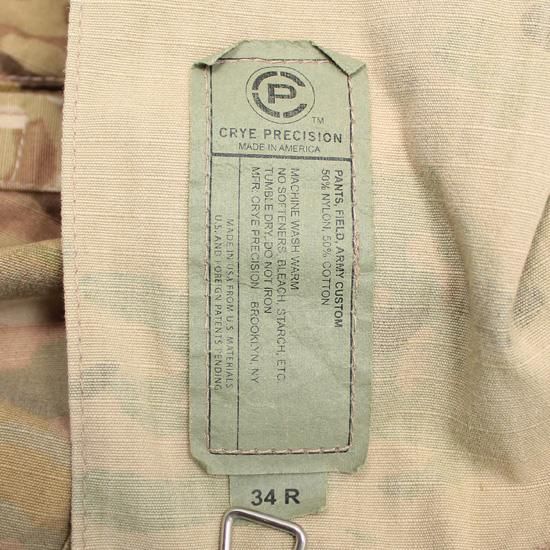 CP
TM
CRYE PRECISION
MADE IN AMERICA
PANTS, FIELD, ARMY CUSTOM
50% NYLON, 50% COTTON
MACHINE WASH WARM
NO SOFTENERS, BLEACH, STARCH, ETC.
TUMBLE DRY, DO NOT IRON
MFR: CRYE PRECISION BROOKLYN, NY
MADE IN USA FROM U.S. MATERIALS
U.S. AND FOREIGN PATENTS PENDING.
34 R